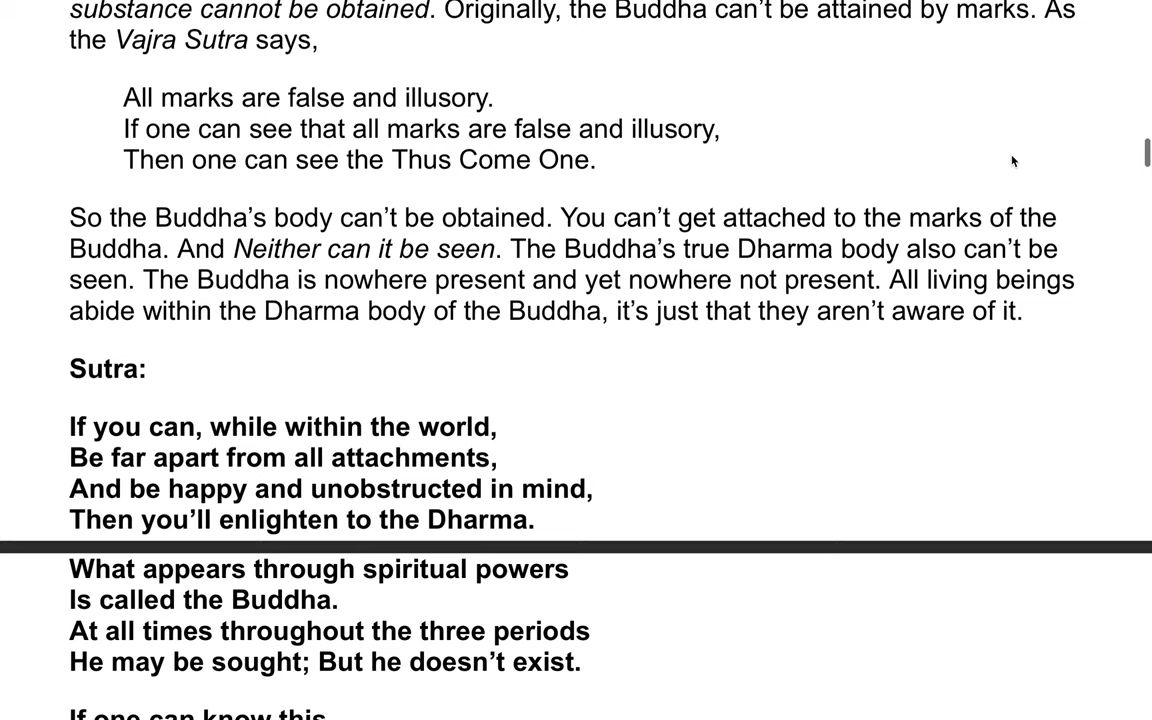 substance cannot be obtained. Originally, the Buddha can't be attained by marks. As
the Vajra Sutra says,
All marks are false and illusory.
If one can see that all marks are false and illusory,
Then one can see the Thus Come One.
So the Buddha's body can't be obtained. You can't get attached to the marks of the
Buddha. And Neither can it be seen. The Buddha's true Dharma body also can't be
seen. The Buddha is nowhere present and yet nowhere not present. All living beings
abide within the Dharma body of the Buddha, it's just that they aren't aware of it.
Sutra:
If you can, while within the world,
Be far apart from all attachments,
And be happy and unobstructed in mind,
Then you'll enlighten to the Dharma.
What appears through spiritual powers
Is called the Buddha.
At all times throughout the three periods
He may be sought; But he doesn't exist.
If one can know this